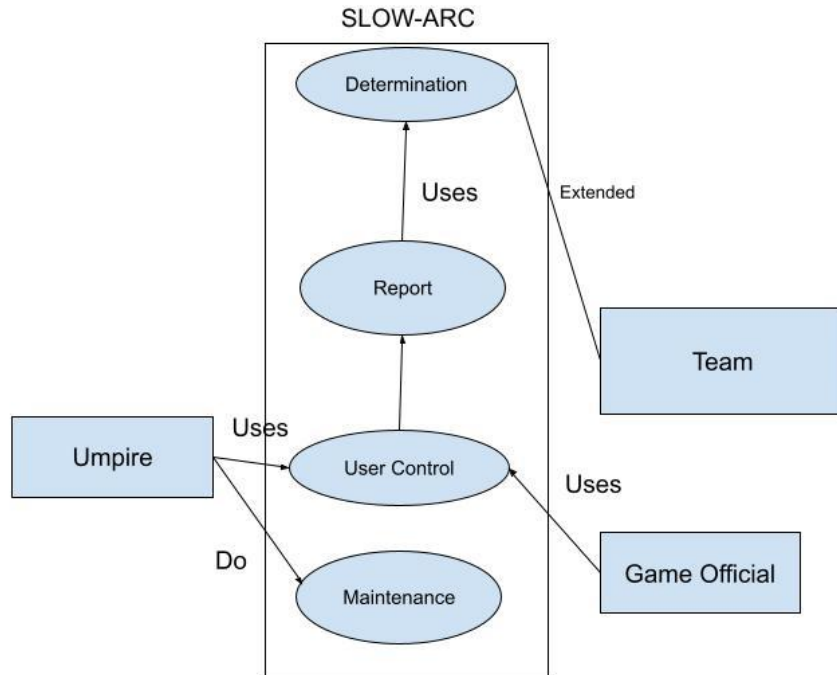 SLOW-ARC
Determination
Uses
Extended
Report
Team
Umpire
Uses
User Control
Uses
Do
Maintenance
Game Official